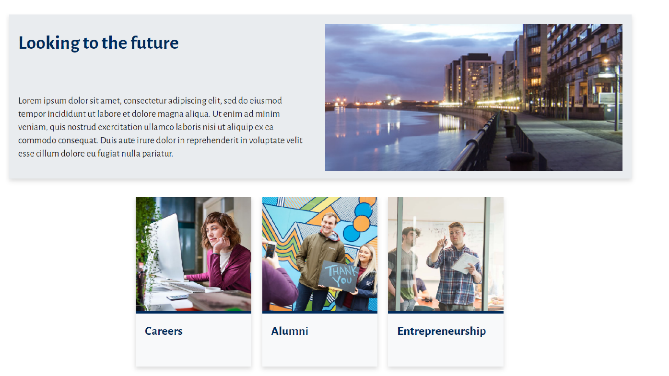 Looking to the future
Lorem ipsum dolor sit amet, consectetur adipiscing elit, sed do eiusmod
tempor incididunt ut labore et dolore magna aliqua. Ut enim ad minim
veniam, quis nostrud exercitation ullamco laboris nisi ut aliquip ex ea
commodo consequat. Duis aute irure dolor in reprehenderit in voluptate velit
esse cillum dolore eu fugiat nulla pariatur.
THANK
YOU
Careers
Alumni
Entrepreneurship